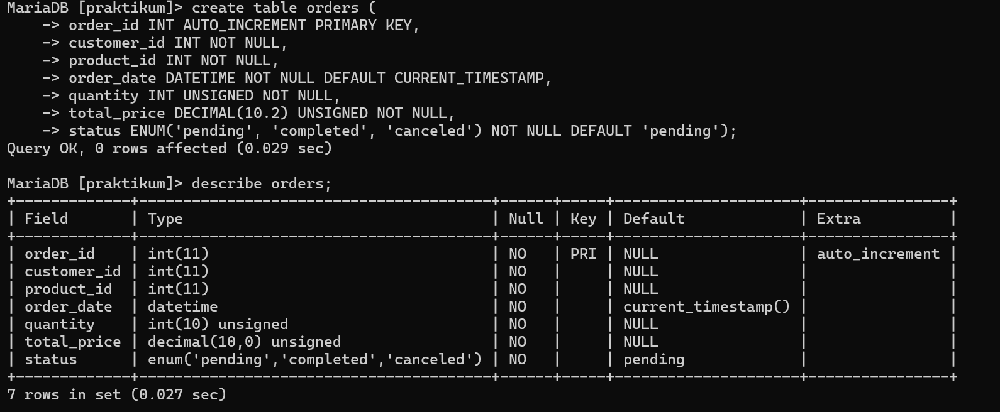 MariaDB [praktikum]> create table orders (
    -> order_id INT AUTO_INCREMENT PRIMARY KEY,
    -> customer_id INT NOT NULL,
    -> product_id INT NOT NULL,
    -> order_date DATETIME NOT NULL DEFAULT CURRENT_TIMESTAMP,
    -> quantity INT UNSIGNED NOT NULL,
    -> total_price DECIMAL(10.2) UNSIGNED NOT NULL,
    -> status ENUM('pending', 'completed', 'canceled') NOT NULL DEFAULT 'pending');
Query OK, 0 rows affected (0.029 sec)

MariaDB [praktikum]> describe orders;
+-------------+----------------------------------------+------+-----+---------------------+----------------+
| Field       | Type                                   | Null | Key | Default             | Extra          |
+-------------+----------------------------------------+------+-----+---------------------+----------------+
| order_id    | int(11)                                | NO   | PRI | NULL                | auto_increment |
| customer_id | int(11)                                | NO   |     | NULL                |                |
| product_id  | int(11)                                | NO   |     | NULL                |                |
| order_date  | datetime                               | NO   |     | current_timestamp() |                |
| quantity    | int(10) unsigned                       | NO   |     | NULL                |                |
| total_price | decimal(10,0) unsigned                 | NO   |     | NULL                |                |
| status      | enum('pending','completed','canceled') | NO   |     | pending             |                |
+-------------+----------------------------------------+------+-----+---------------------+----------------+
7 rows in set (0.027 sec)